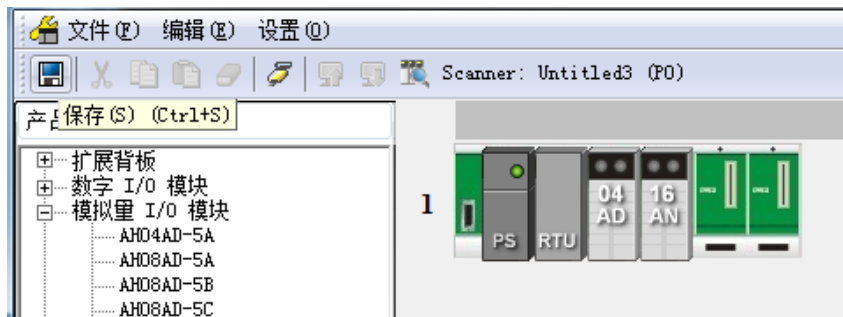 文件(F) 编辑(E) 设置(O)
Scanner: Untitled3 (P0)
保存(S) (Ctrl+S)
产品
扩展背板
数字 I/O 模块
模拟量 I/O 模块
AH04AD-5A
AH08AD-5A
AH08AD-5B
AH08AD-5C
1
PS
RTU
04
AD
16
AN